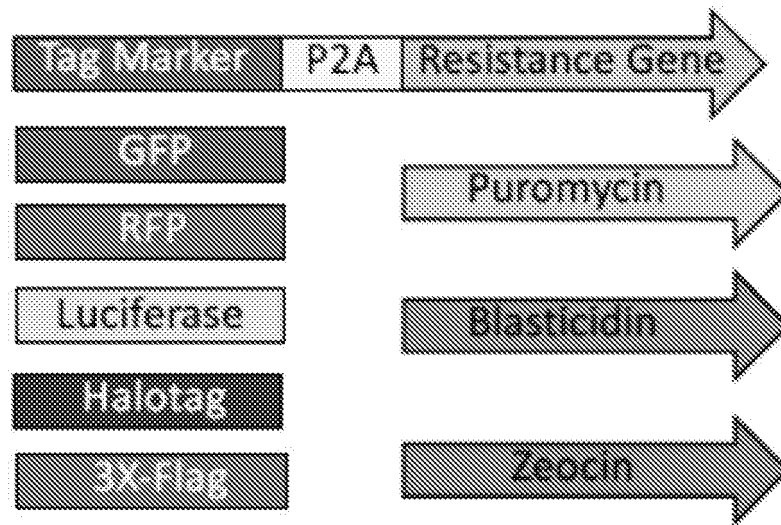 Tag Marker P2A Resistance Gene
GFP
Puromycin
RFP
Luciferase
Blasticidin
Halotag
3X-Flag
Zeocin